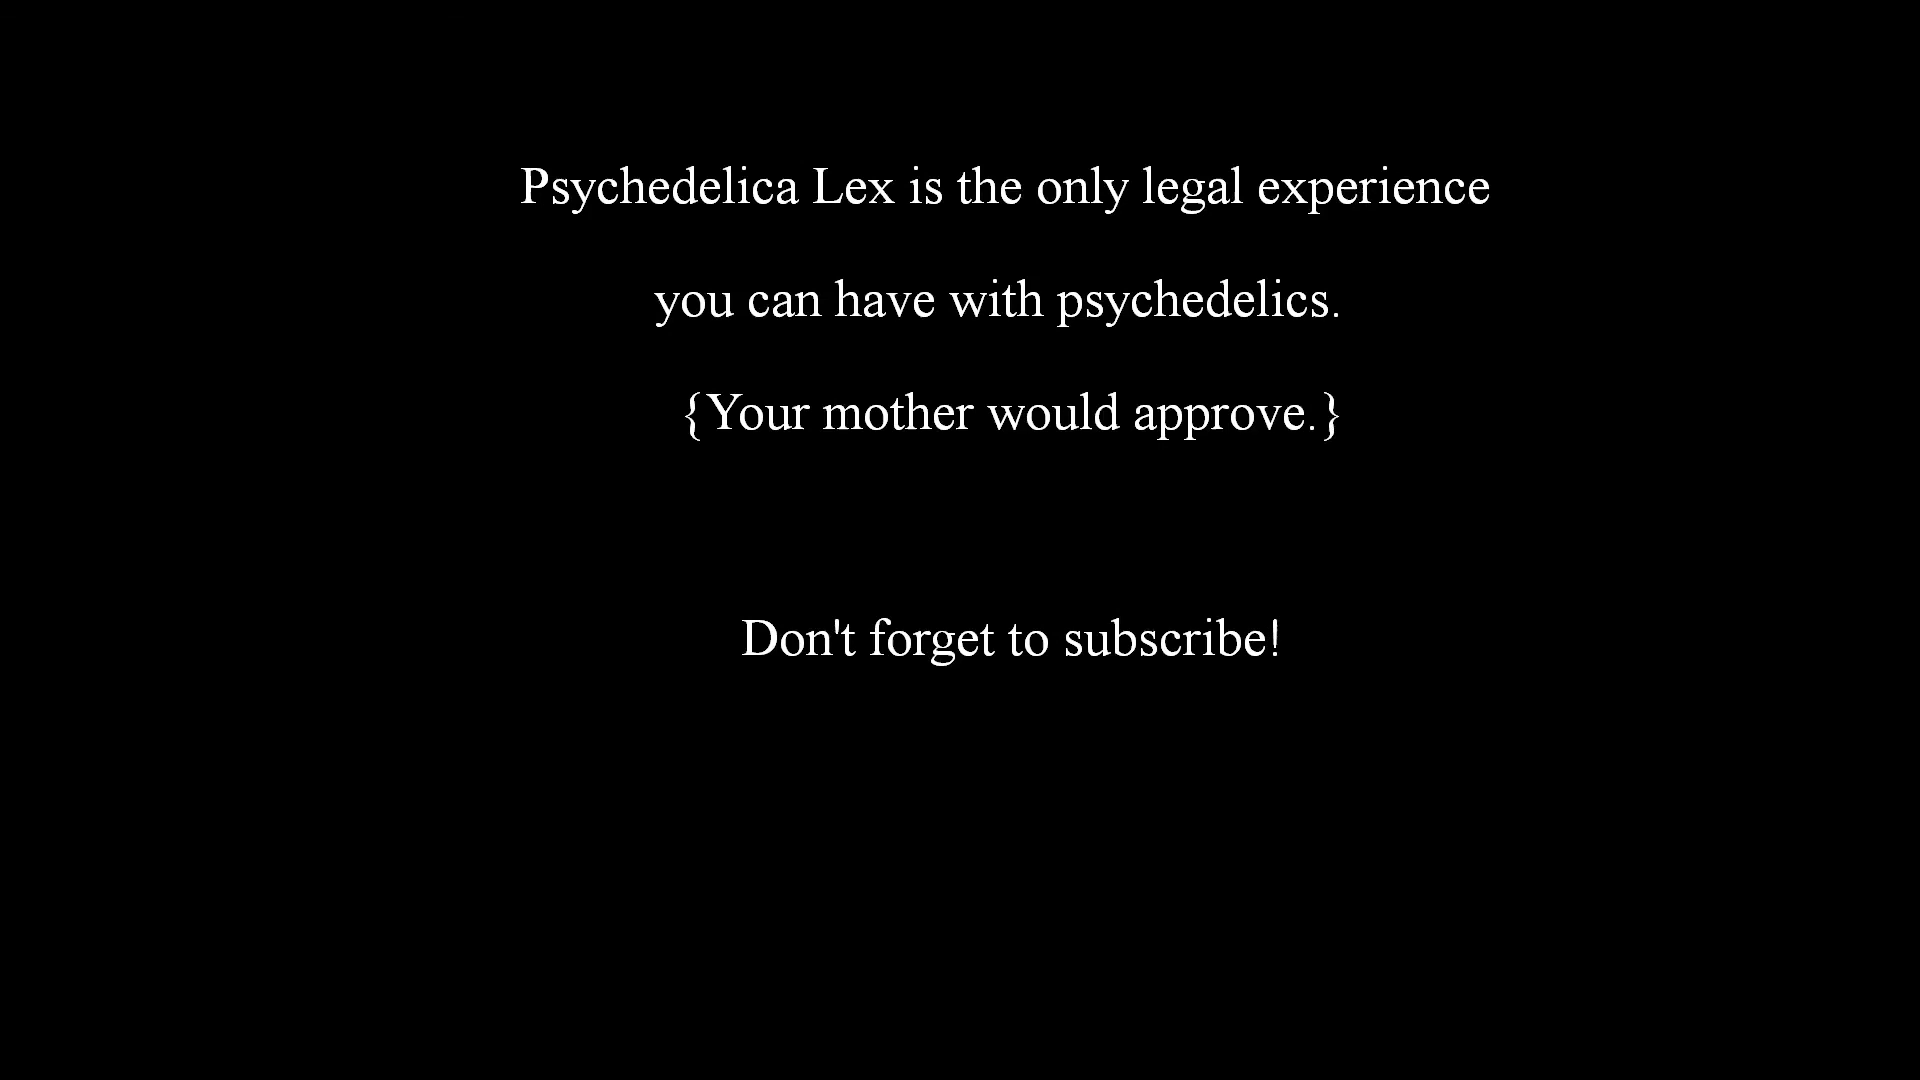 Psychedelica Lex is the only legal experience
you can have with psychedelics.
{Your mother would approve.}
Don't forget to subscribe!